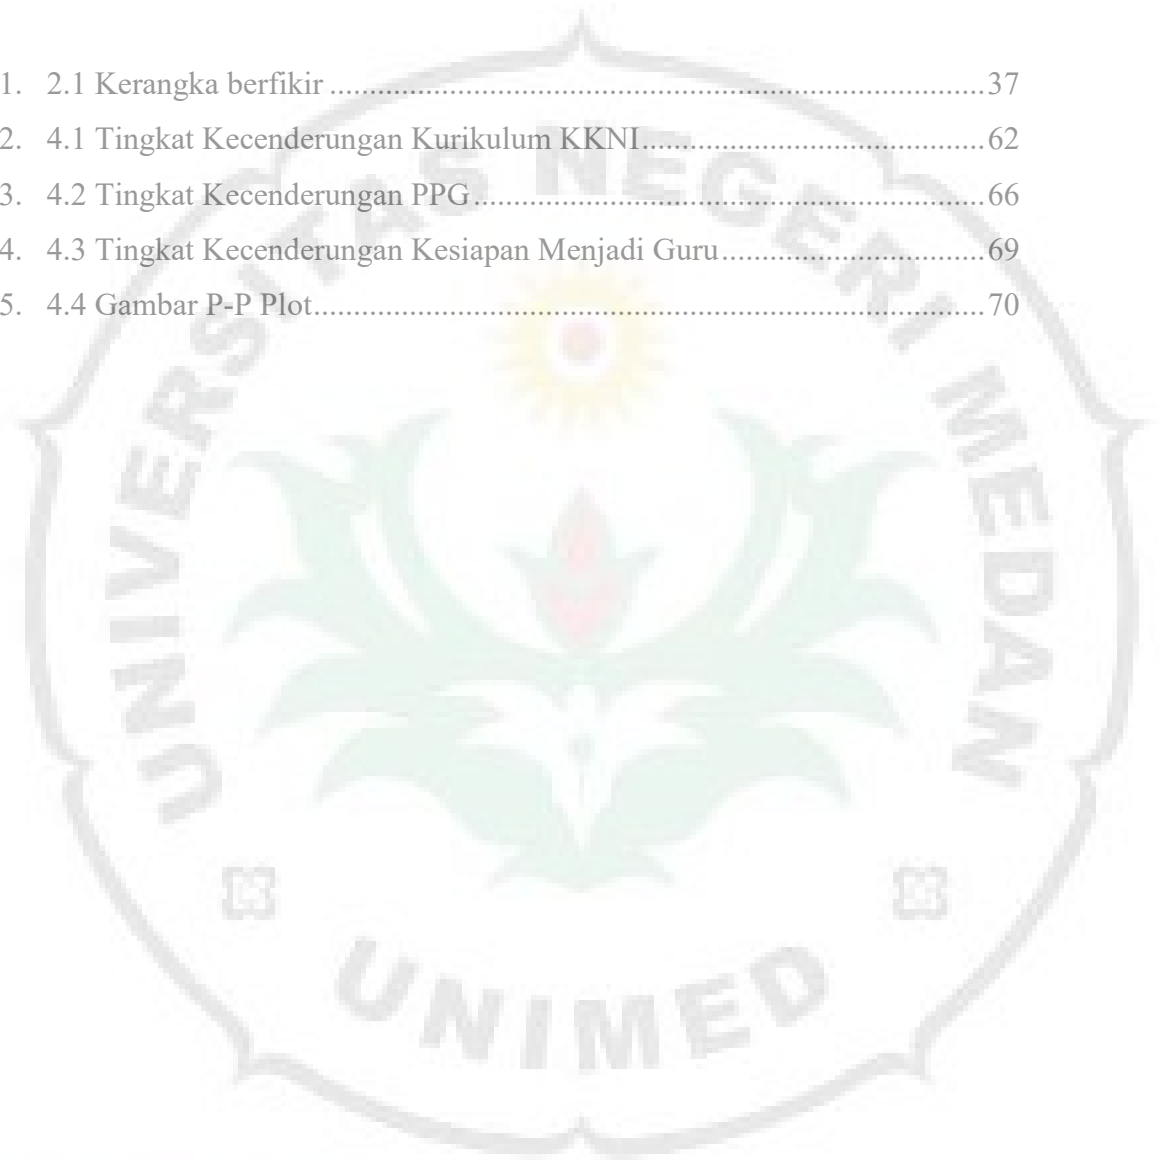 1. 2.1 Kerangka berfikir ................................................................................ 37
2. 4.1 Tingkat Kecenderungan Kurikulum KKNI.......................................... 62
3. 4.2 Tingkat Kecenderungan PPG............................................................... 66
4. 4.3 Tingkat Kecenderungan Kesiapan Menjadi Guru................................ 69
5. 4.4 Gambar P-P Plot................................................................................... 70
UNIVERSITAS NEGERI MEDAN
UNIMED